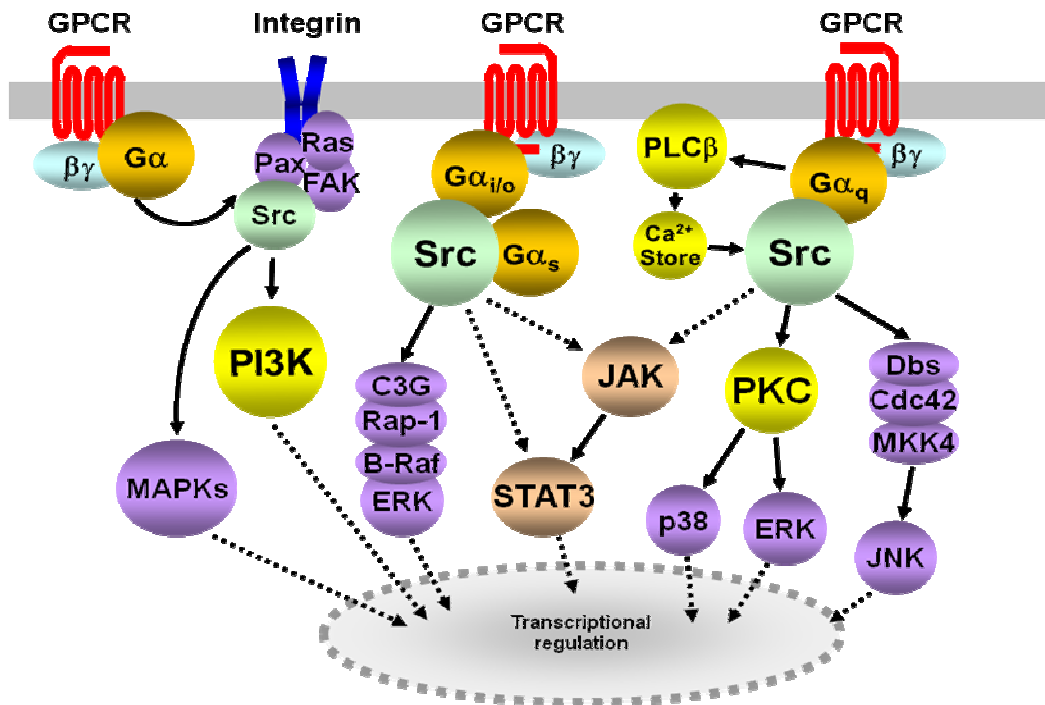 GPCR
Integrin
GPCR
GPCR
βγ
Gα
Pax
Ras
FAK
Src
Gαi/o
βγ
Src
Gαs
PLCβ
Ca2+
Store
Gαq
βγ
Src
PI3K
MAPKs
C3G
Rap-1
B-Raf
ERK
JAK
STAT3
PKC
p38
ERK
Dbs
Cdc42
MKK4
JNK
Transcriptional
regulation